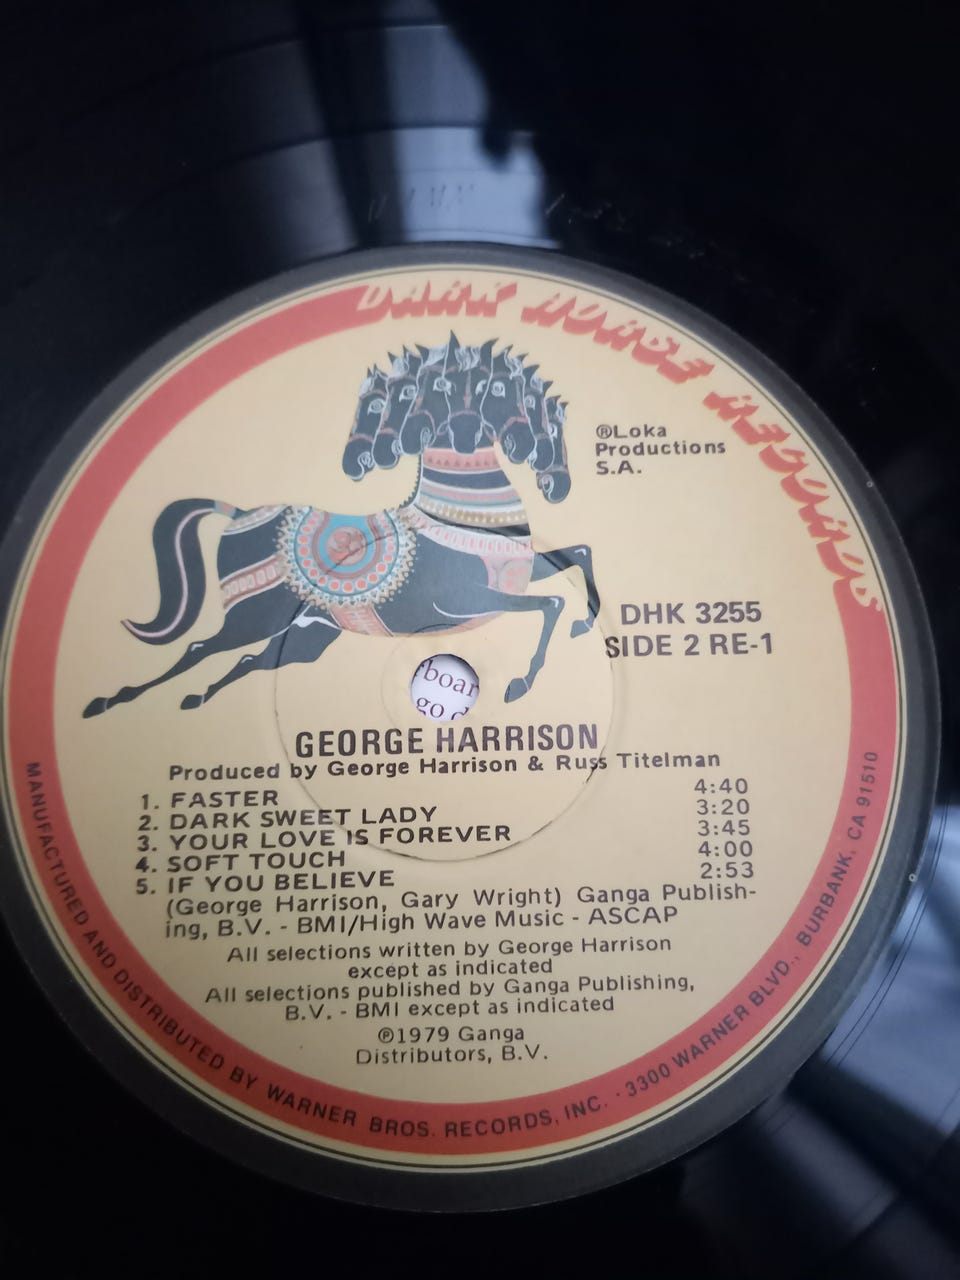 DARK HORSE RECORDS
℗Loka
Productions
S.A.
DHK 3255
SIDE 2 RE-1
fboar
go
GEORGE HARRISON
Produced by George Harrison & Russ Titelman
1. FASTER 4:40
2. DARK SWEET LADY 3:20
3. YOUR LOVE IS FOREVER 3:45
4. SOFT TOUCH 4:00
5. IF YOU BELIEVE 2:53
(George Harrison, Gary Wright) Ganga Publish-
ing, B.V. - BMI/High Wave Music - ASCAP
All selections written by George Harrison
except as indicated
All selections published by Ganga Publishing,
B.V. - BMI except as indicated
℗1979 Ganga
Distributors, B.V.
MANUFACTURED AND DISTRIBUTED BY WARNER BROS. RECORDS, INC. · 3300 WARNER BLVD., BURBANK, CA 91510